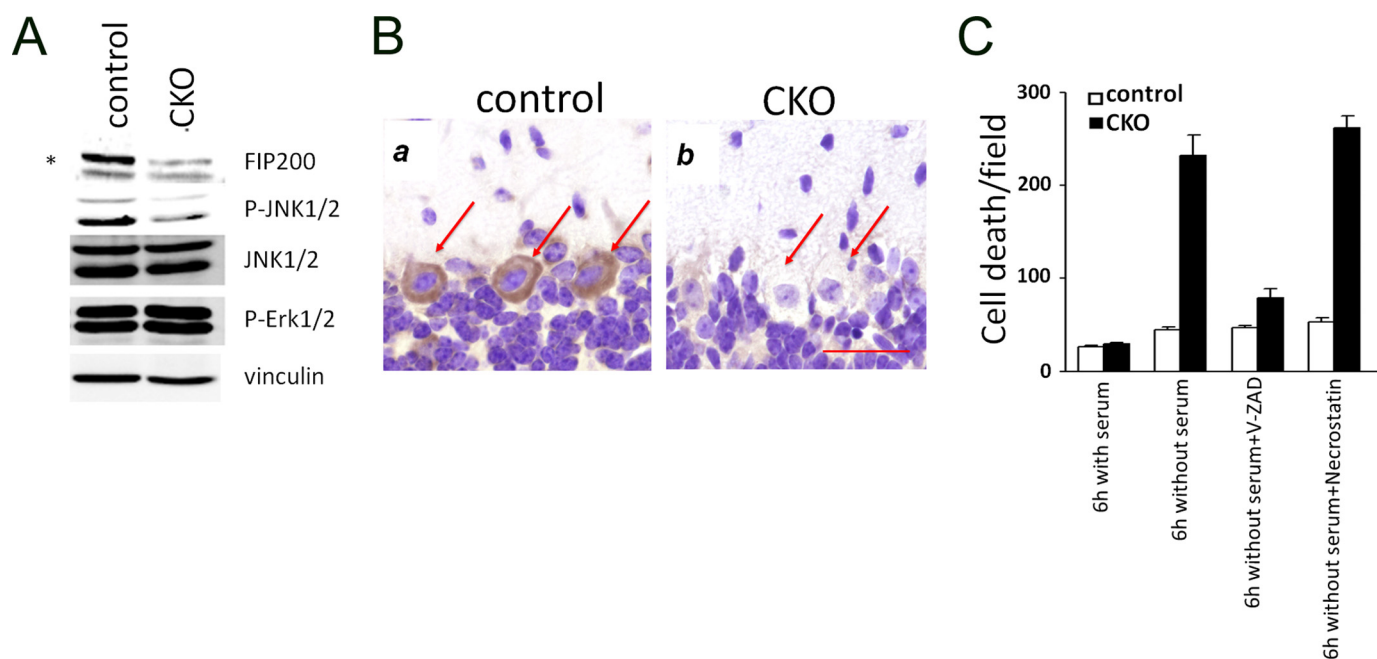 A
control
CKO
*
FIP200
P-JNK1/2
JNK1/2
P-Erk1/2
vinculin
B
control
CKO
a
b
C
Cell death/field
300
200
100
0
control
CKO
6h with serum
6h without serum
6h without serum+V-ZAD
6h without serum+Necrostatin